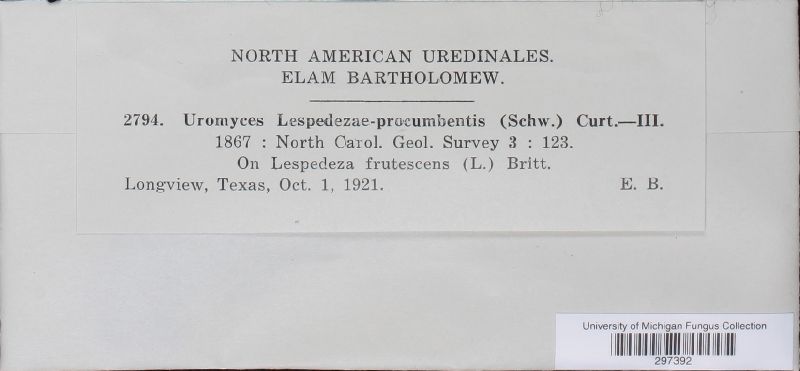 NORTH AMERICAN UREDINALES.
ELAM BARTHOLOMEW.
2794. Uromyces Lespedezae-procumbentis (Schw.) Curt.—III.
1867 : North Carol. Geol. Survey 3 : 123.
On Lespedeza frutescens (L.) Britt.
Longview, Texas, Oct. 1, 1921. E. B.
University of Michigan Fungus Collection
297392